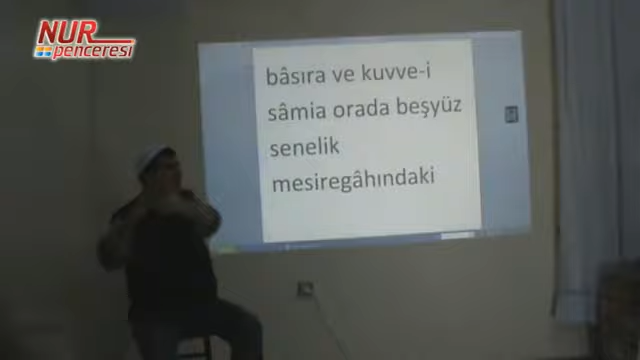 NUR
penceresi
bâsıra ve kuvve-i
sâmia orada beşyüz
senelik
mesiregâhındaki